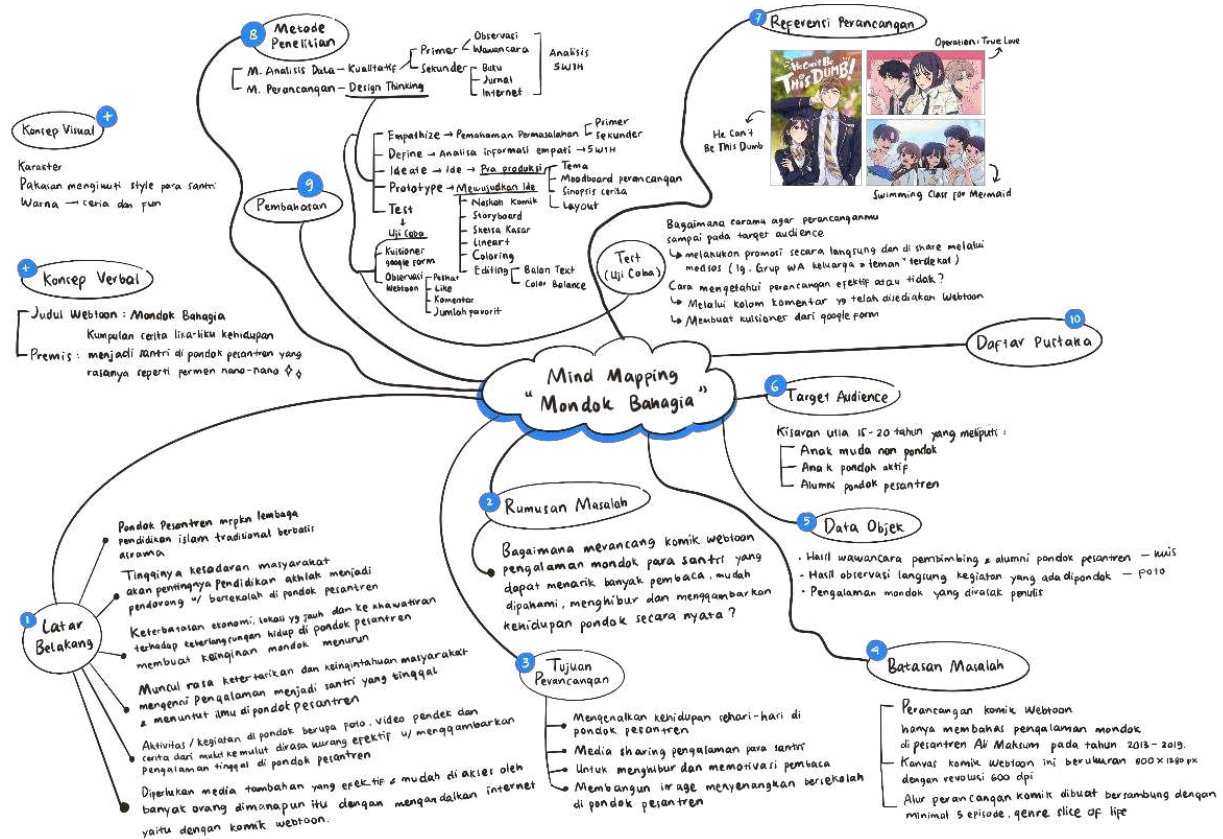 Mind Mapping
" Mondok Bahagia "
1
Latar
Belakang
Pondok Pesantren mrpkn lembaga
pendidikan islam tradisional berbasis
asrama
Tingginya kesadaran masyarakat
akan pentingnya pendidikan akhlak menjadi
pendorong u/ bersekolah di pondok pesantren
Keterbatasan ekonomi, lokasi yg jauh dan ke khawatiran
terhadap keberlangsungan hidup di pondok pesantren
membuat keinginan mondok menurun
Muncul rasa ketertarikan dan keingintahuan masyarakat
mengenai pengalaman menjadi santri yang tinggal
& menuntut ilmu di pondok pesantren
Aktivitas / kegiatan di pondok berupa foto, video pendek dan
cerita dari mulut ke mulut dirasa kurang efektif u/ menggambarkan
Pengalaman tinggal di pondok pesantren
Diperlukan media tambahan yang efektif & mudah di akses oleh
banyak orang dimanapun itu dengan mengandalkan internet
yaitu dengan komik webtoon.
2
Rumusan Masalah
Bagaimana merancang komik webtoon
pengalaman mondok para santri yang
dapat menarik banyak pembaca, mudah
dipahami, menghibur dan menggambarkan
kehidupan pondok secara nyata ?
3
Tujuan
Perancangan
Mengenalkan kehidupan sehari-hari di
pondok pesantren
Media sharing pengalaman para santri
Untuk menghibur dan memotivasi pembaca
Membangun image menyenangkan bersekolah
di pondok pesantren
4
Batasan Masalah
Perancangan komik Webtoon
hanya membahas pengalaman mondok
di pesantren Ali Maksum pada tahun 2013 - 2019.
Kanvas komik webtoon ini berukuran 800 x 1280 px
dengan resolusi 600 dpi
Alur perancangan komik dibuat bersambung dengan
minimal 5 episode, genre slice of life
5
Data Objek
· Hasil wawancara pembimbing & alumni pondok pesantren —
· Hasil observasi langsung kegiatan yang ada dipondok — foto
· Pengalaman mondok yang dirasak penulis
6
Target Audience
Kisaran usia 15 - 20 tahun yang meliputi :
Anak muda non pondok
Anak pondok aktif
Alumni pondok pesantren
7
Referensi Perancangan
Operation : True Love
He Can't Be
THIS DUMB!
He Can't
Be This Dumb
Swimming Class for Mermaid
8
Metode
Penelitian
M. Analisis Data — Kualitatif
Primer
Observasi
Wawancara
Sekunder
Buku
Jurnal
Internet
Analisis
5W1H
M. Perancangan — Design Thinking
Empathize → Pemahaman Permasalahan
Primer
Sekunder
Define → Analisa informasi empati → 5W1H
Ideate → Ide → Pra produksi
Tema
Moodboard perancangan
Sinopsis cerita
Layout
Prototype → Mewujudkan Ide
Naskah Komik
Storyboard
Sketsa Kasar
Lineart
Coloring
Editing
Balon Text
Color Balance
Test
Uji Coba
Kuisioner
google form
Observasi
Webtoon
Like
Komentar
Jumlah favorit
9
Pembahasan
Test
(Uji Coba)
Bagaimana caramu agar perancanganmu
sampai pada target audience
↳ melakukan promosi secara langsung dan di share melalui
medsos (Ig, Grup WA keluarga & teman" terdekat)
Cara mengetahui perancangan efektif atau tidak ?
↳ Melalui kolom komentar yg telah disediakan Webtoon
↳ Membuat kuisioner dari google form
10
Daftar Pustaka
+
Konsep Visual
Karakter
Pakaian mengikuti style para santri
Warna → ceria dan fun
+
Konsep Verbal
Judul Webtoon : Mondok Bahagia
Kumpulan cerita lika-liku kehidupan
Premis : menjadi santri di pondok pesantren yang
rasanya seperti permen nano-nano